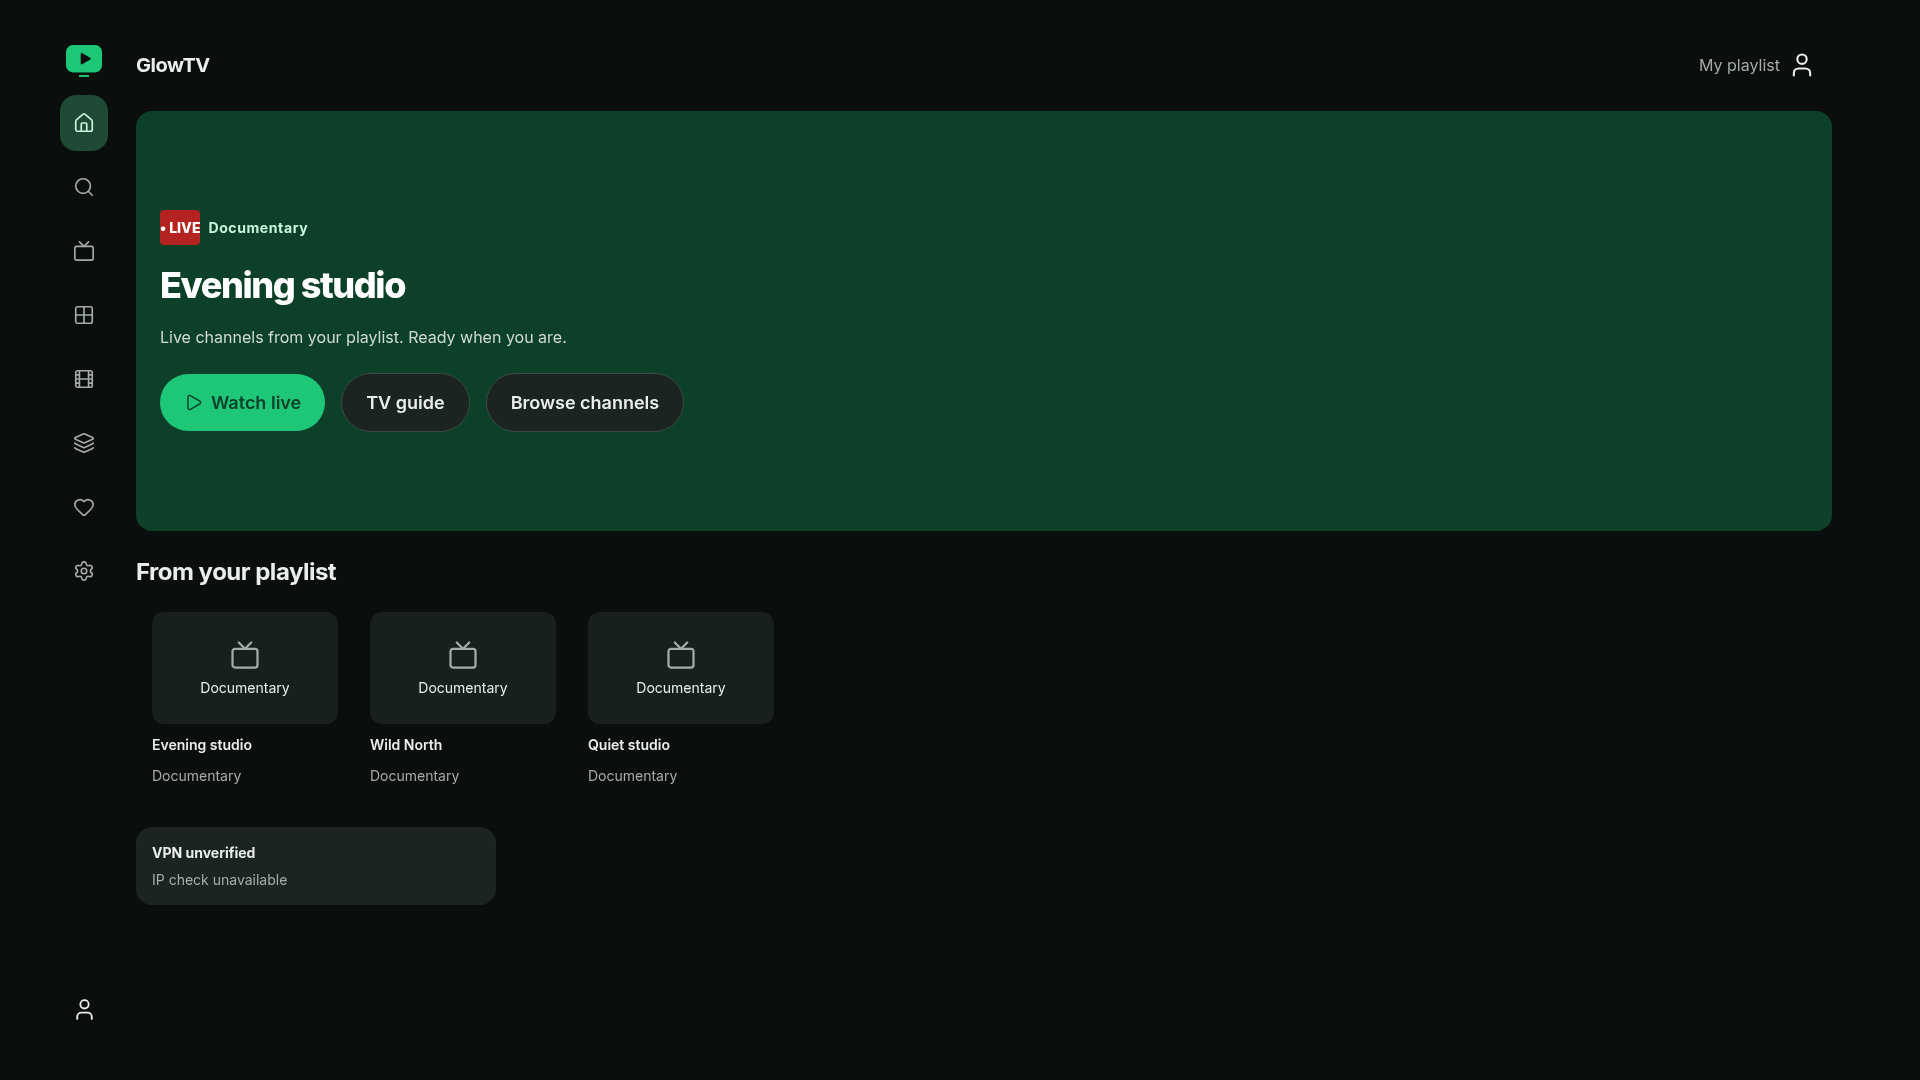 GlowTV
My playlist
• LIVE Documentary
Evening studio
Live channels from your playlist. Ready when you are.
Watch live
TV guide
Browse channels
From your playlist
Documentary
Documentary
Documentary
Evening studio
Wild North
Quiet studio
Documentary
Documentary
Documentary
VPN unverified
IP check unavailable